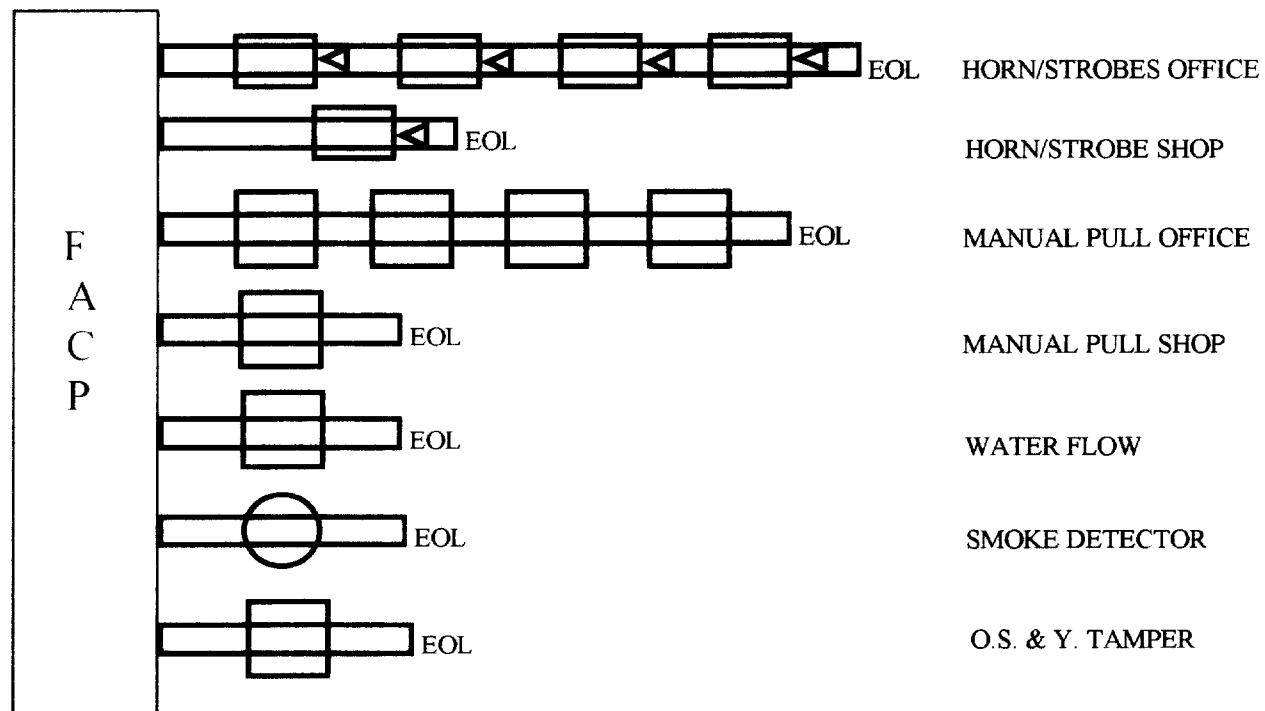 EOL HORN/STROBES OFFICE
EOL HORN/STROBE SHOP
EOL MANUAL PULL OFFICE
EOL MANUAL PULL SHOP
EOL WATER FLOW
EOL SMOKE DETECTOR
EOL O.S. & Y. TAMPER
F
A
C
P